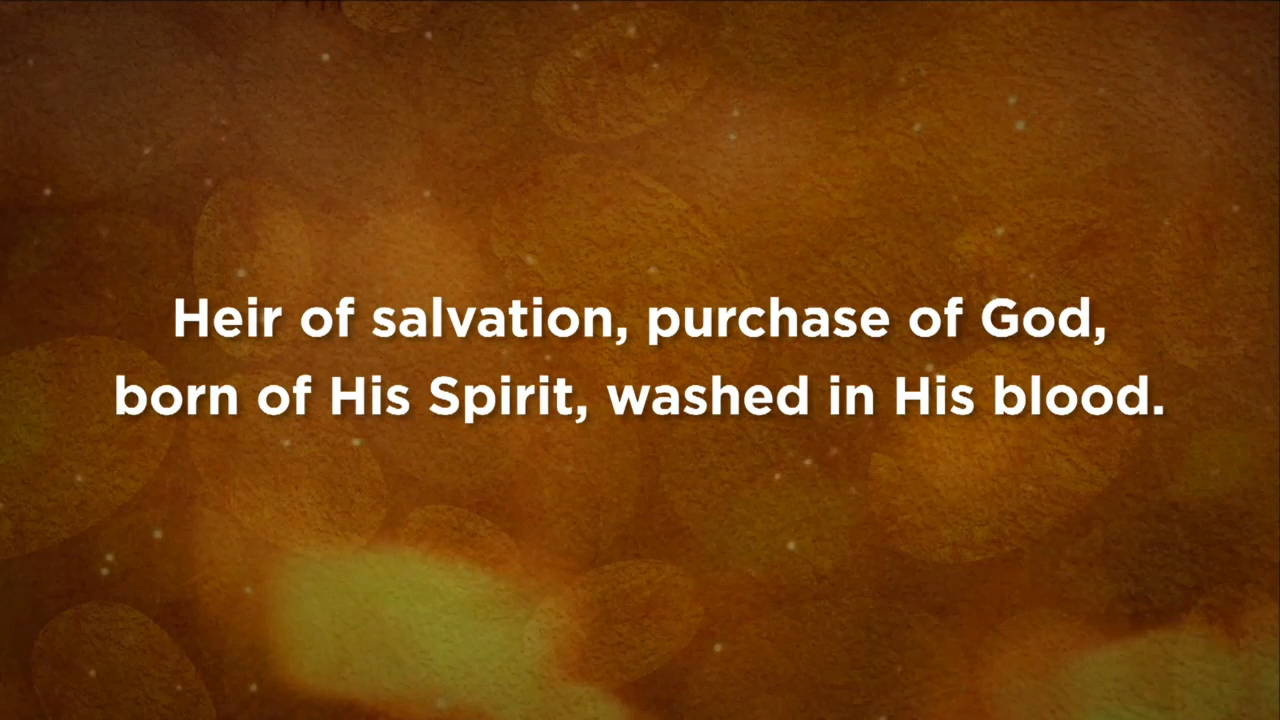 Heir of salvation, purchase of God,
born of His Spirit, washed in His blood.